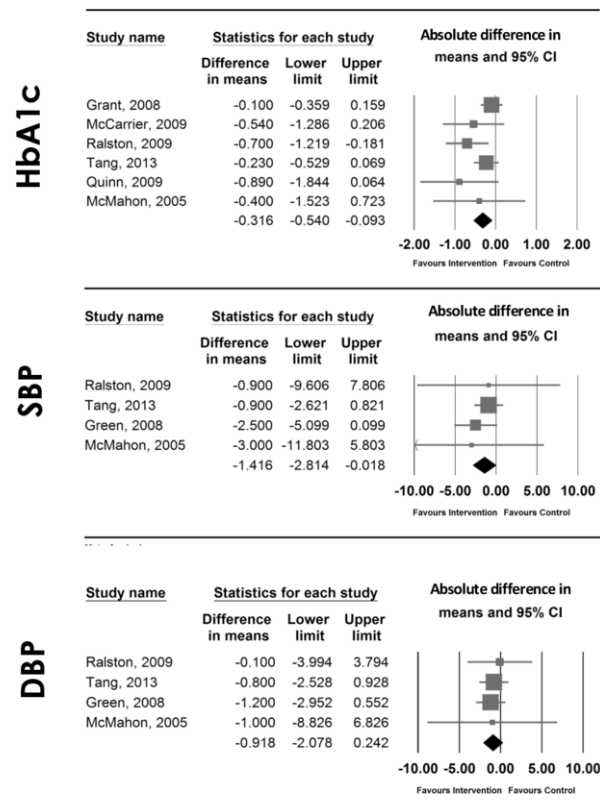 HbA1c
Study name Statistics for each study Absolute difference in
means and 95% CI
Difference Lower Upper
in means limit limit
Grant, 2008 -0.100 -0.359 0.159
McCarrier, 2009 -0.540 -1.286 0.206
Ralston, 2009 -0.700 -1.219 -0.181
Tang, 2013 -0.230 -0.529 0.069
Quinn, 2009 -0.890 -1.844 0.064
McMahon, 2005 -0.400 -1.523 0.723
-0.316 -0.540 -0.093
-2.00 -1.00 0.00 1.00 2.00
Favours Intervention Favours Control
SBP
Study name Statistics for each study Absolute difference in
means and 95% CI
Difference Lower Upper
in means limit limit
Ralston, 2009 -0.900 -9.606 7.806
Tang, 2013 -0.900 -2.621 0.821
Green, 2008 -2.500 -5.099 0.099
McMahon, 2005 -3.000 -11.803 5.803
-1.416 -2.814 -0.018
-10.00 -5.00 0.00 5.00 10.00
Favours Intervention Favours Control
DBP
Study name Statistics for each study Absolute difference in
means and 95% CI
Difference Lower Upper
in means limit limit
Ralston, 2009 -0.100 -3.994 3.794
Tang, 2013 -0.800 -2.528 0.928
Green, 2008 -1.200 -2.952 0.552
McMahon, 2005 -1.000 -8.826 6.826
-0.918 -2.078 0.242
-10.00 -5.00 0.00 5.00 10.00
Favours Intervention Favours Control